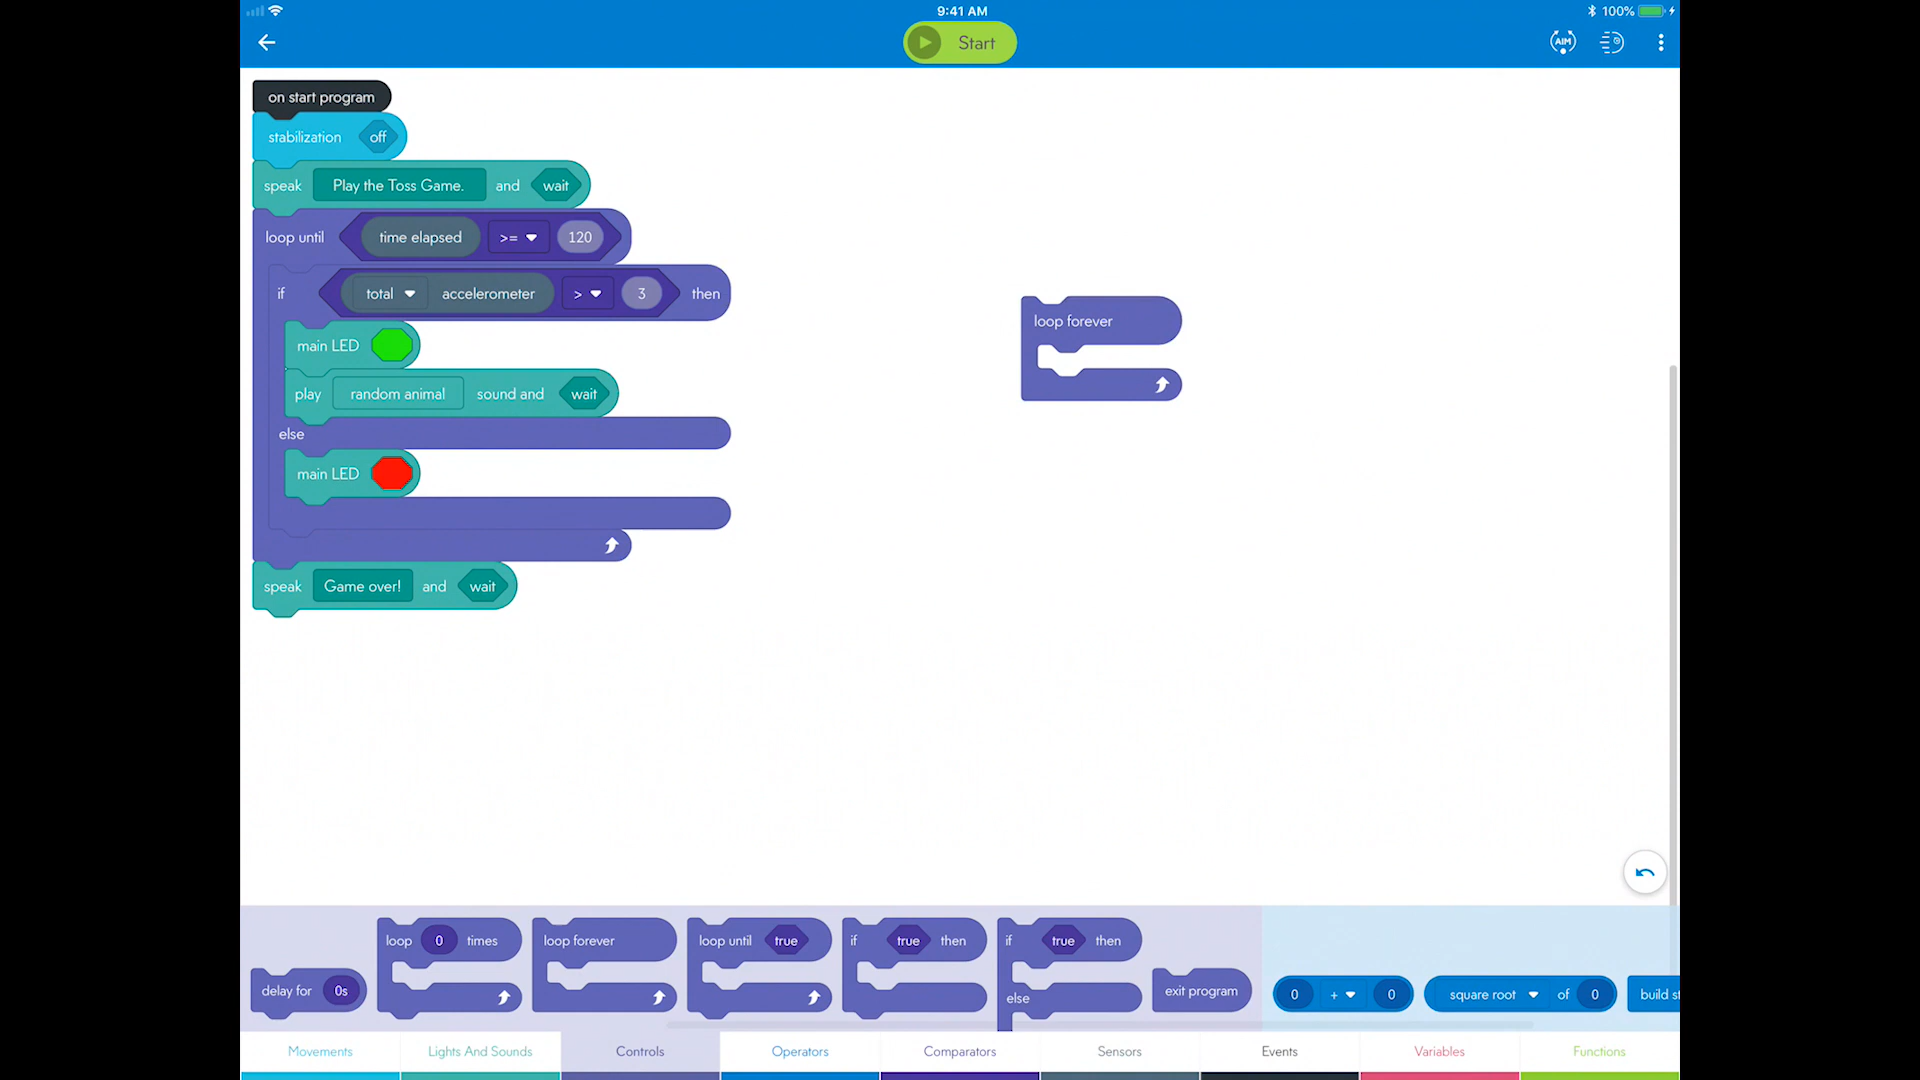 9:41 AM
100%
Start
AIM
on start program
stabilization off
speak Play the Toss Game. and wait
loop until time elapsed >= 120
if total accelerometer > 3 then
loop forever
main LED
play random animal sound and wait
else
main LED
speak Game over! and wait
loop 0 times
loop forever
loop until true
if true then
if true then
delay for 0s
exit program
0 + 0
square root of 0
build st
else
Movements
Lights And Sounds
Controls
Operators
Comparators
Sensors
Events
Variables
Functions